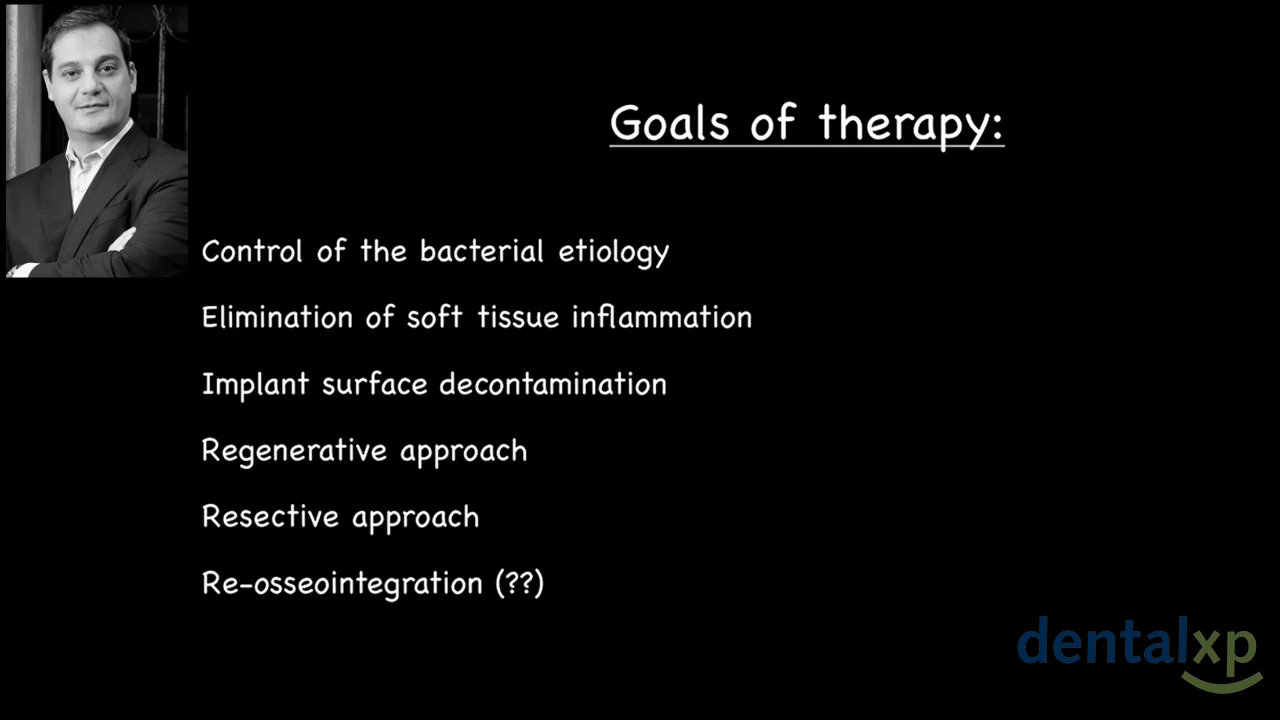 Goals of therapy:
Control of the bacterial etiology
Elimination of soft tissue inflammation
Implant surface decontamination
Regenerative approach
Resective approach
Re-osseointegration (??)
dentalxp